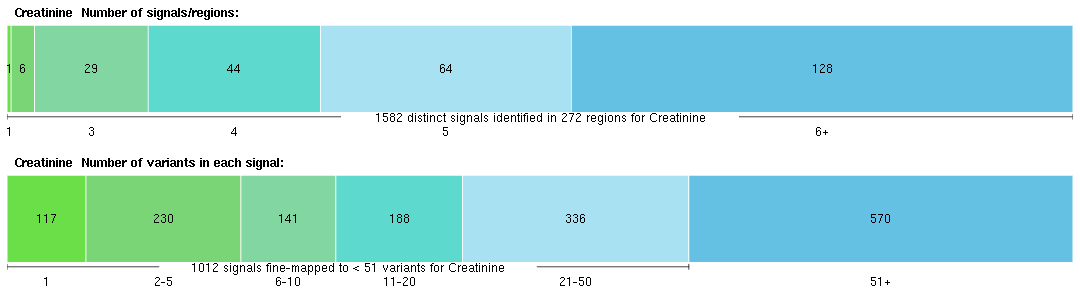 Creatinine Number of signals/regions:
1 6 29 44 64 128
1582 distinct signals identified in 272 regions for Creatinine
1 3 4 5 6+
Creatinine Number of variants in each signal:
117 230 141 188 336 570
1012 signals fine-mapped to < 51 variants for Creatinine
1 2-5 6-10 11-20 21-50 51+